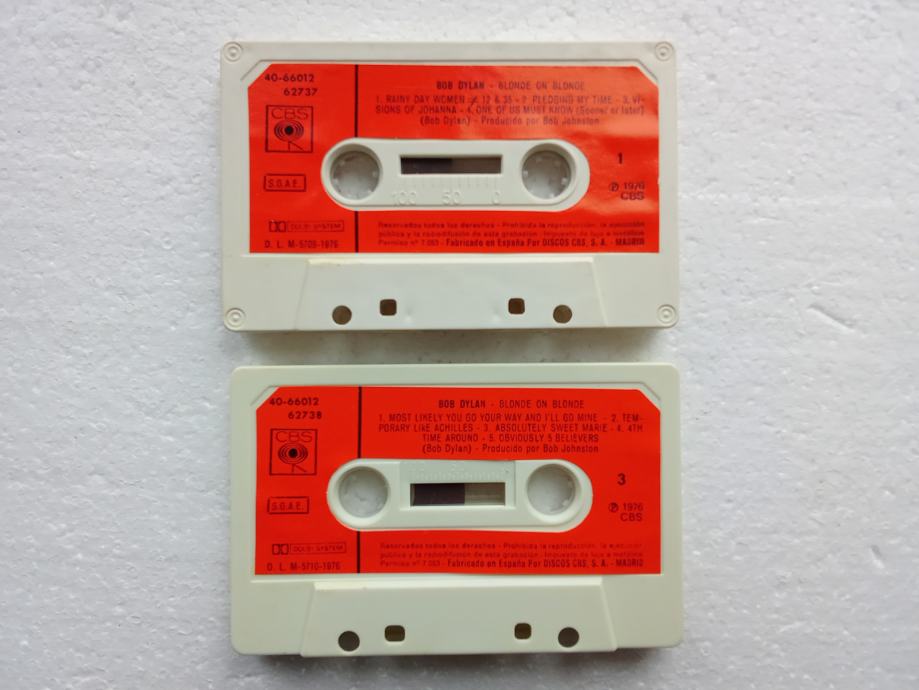 40-66012
62737
CBS
S.G.A.E.
DOLBY SYSTEM
D. L. M-5709-1976
BOB DYLAN - BLONDE ON BLONDE
1. RAINY DAY WOMEN ≠ 12 & 35 - 2. PLEDGING MY TIME - 3. VI-
SIONS OF JOHANNA - 4. ONE OF US MUST KNOW (Sooner or later)
(Bob Dylan) - Producido por Bob Johnston
100 50 0
1
℗ 1976
CBS
Reservados todos los derechos - Prohibida la reproducción, la ejecución
pública y la radiodifusión de esta grabación - Impuesto de lujo a metálico
Permiso nº 7.063 - Fabricado en España Por DISCOS CBS, S. A. - MADRID
40-66012
62738
CBS
S.G.A.E.
DOLBY SYSTEM
D. L. M-5710-1976
BOB DYLAN - BLONDE ON BLONDE
1. MOST LIKELY YOU GO YOUR WAY AND I'LL GO MINE - 2. TEM-
PORARY LIKE ACHILLES - 3. ABSOLUTELY SWEET MARIE - 4. 4TH
TIME AROUND - 5. OBVIOUSLY 5 BELIEVERS
(Bob Dylan) - Producido por Bob Johnston
3
℗ 1976
CBS
Reservados todos los derechos - Prohibida la reproducción, la ejecución
pública y la radiodifusión de esta grabación - Impuesto de lujo a metálico
Permiso nº 7.063 - Fabricado en España Por DISCOS CBS, S. A. - MADRID